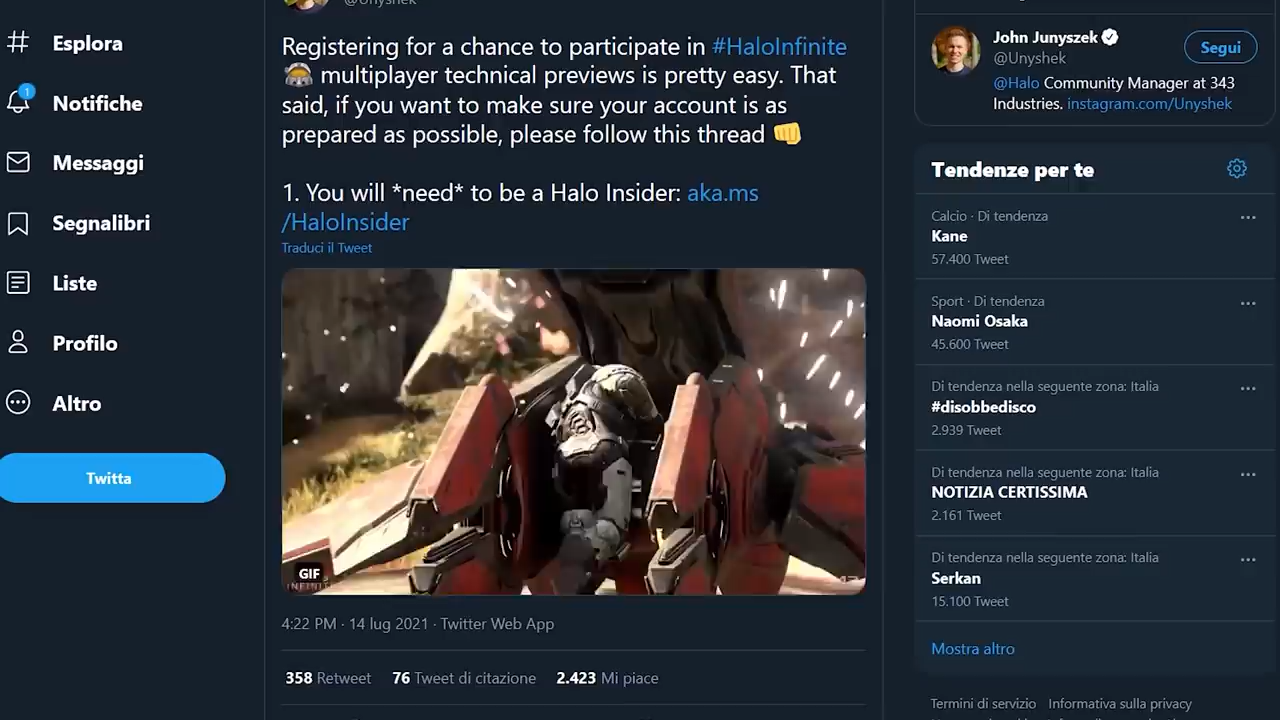 @Unyshek
Esplora
1
Notifiche
Messaggi
Segnalibri
Liste
Profilo
Altro
Twitta
Registering for a chance to participate in #HaloInfinite
multiplayer technical previews is pretty easy. That
said, if you want to make sure your account is as
prepared as possible, please follow this thread 👊
1. You will *need* to be a Halo Insider: aka.ms
/HaloInsider
Traduci il Tweet
GIF
INFINITE
4:22 PM · 14 lug 2021 · Twitter Web App
358 Retweet 76 Tweet di citazione 2.423 Mi piace
John Junyszek
@Unyshek
Segui
@Halo Community Manager at 343
Industries. instagram.com/Unyshek
Tendenze per te
Calcio · Di tendenza
Kane
57.400 Tweet
Sport · Di tendenza
Naomi Osaka
45.600 Tweet
Di tendenza nella seguente zona: Italia
#disobbedisco
2.939 Tweet
Di tendenza nella seguente zona: Italia
NOTIZIA CERTISSIMA
2.161 Tweet
Di tendenza nella seguente zona: Italia
Serkan
15.100 Tweet
Mostra altro
Termini di servizio Informativa sulla privacy